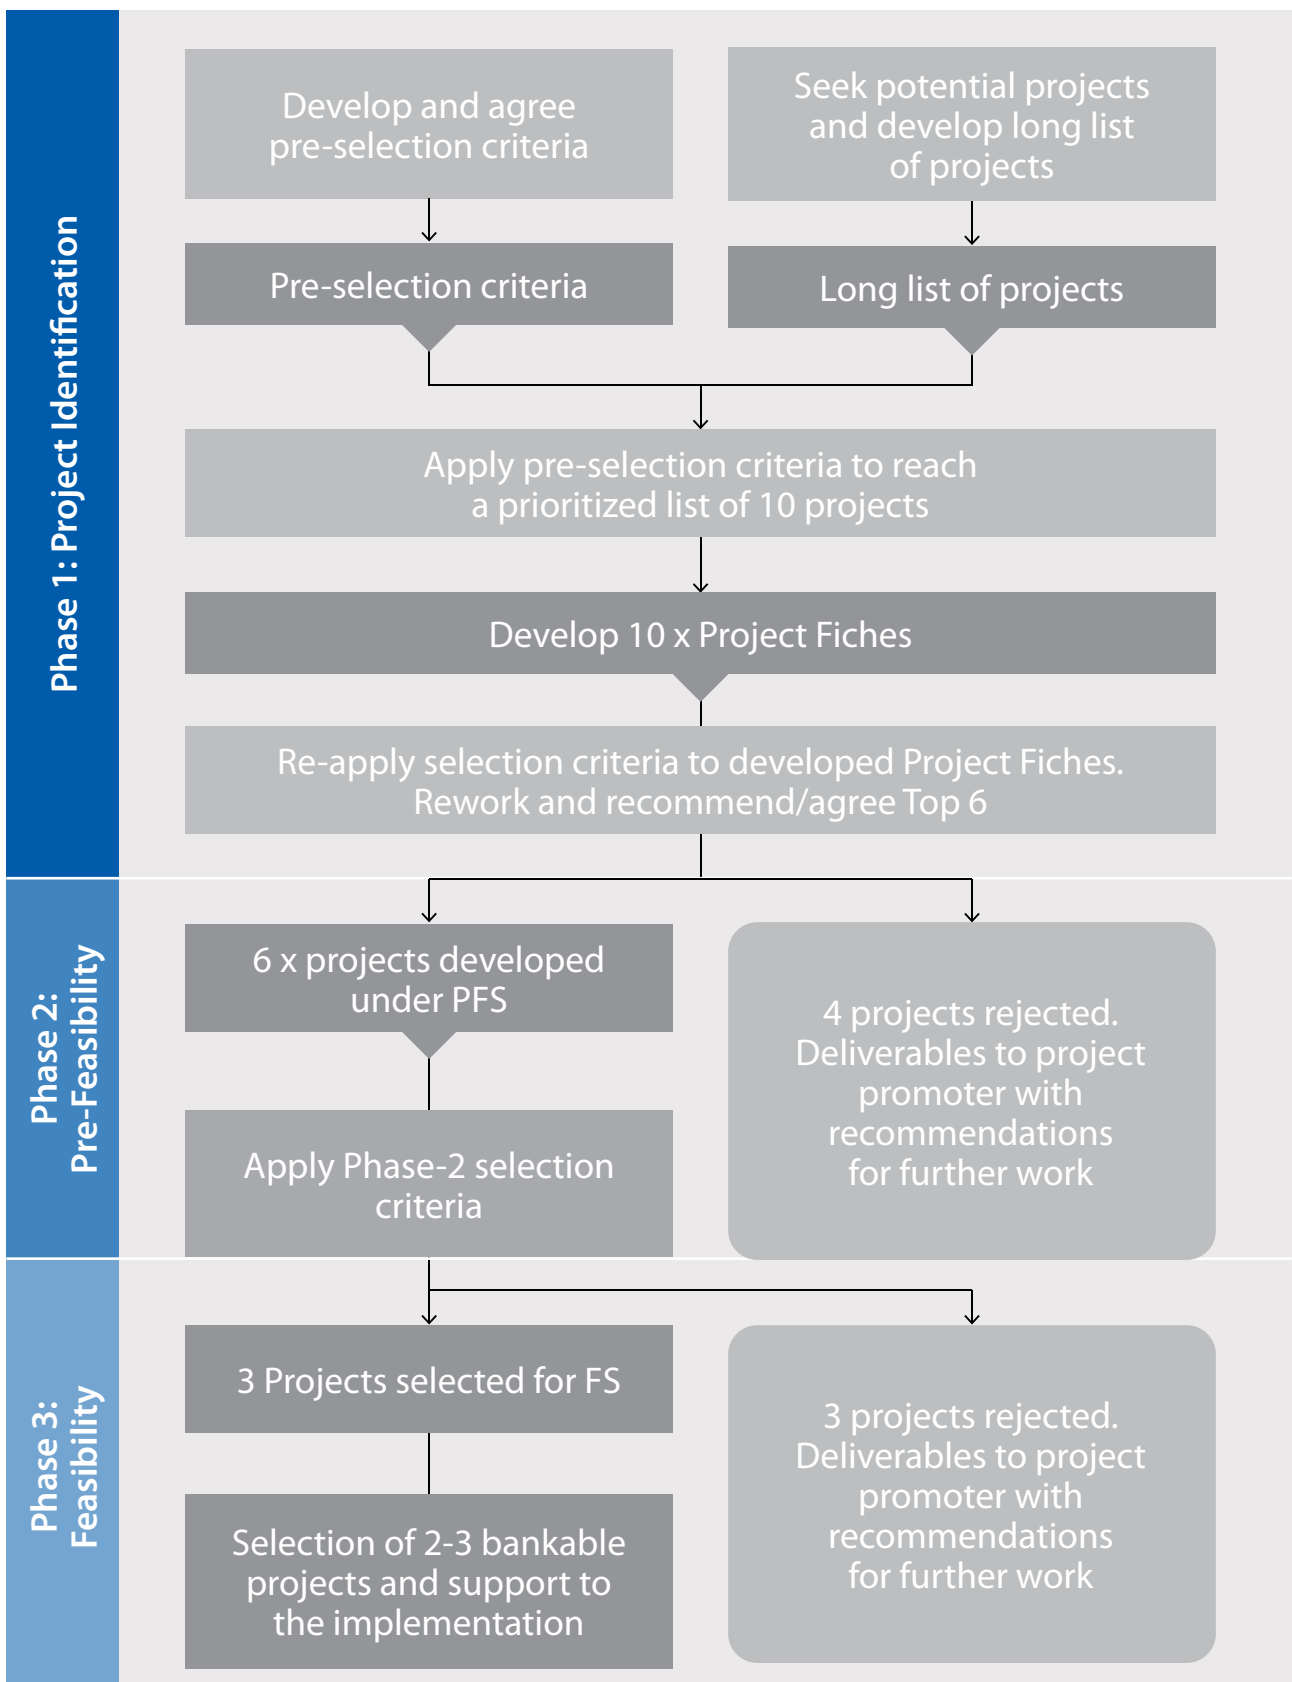 Phase 1: Project Identification
Develop and agree
pre-selection criteria
Seek potential projects
and develop long list
of projects
Pre-selection criteria
Long list of projects
Apply pre-selection criteria to reach
a prioritized list of 10 projects
Develop 10 x Project Fiches
Re-apply selection criteria to developed Project Fiches.
Rework and recommend/agree Top 6
Phase 2:
Pre-Feasibility
6 x projects developed
under PFS
Apply Phase-2 selection
criteria
4 projects rejected.
Deliverables to project
promoter with
recommendations
for further work
Phase 3:
Feasibility
3 Projects selected for FS
Selection of 2-3 bankable
projects and support to
the implementation
3 projects rejected.
Deliverables to project
promoter with
recommendations
for further work